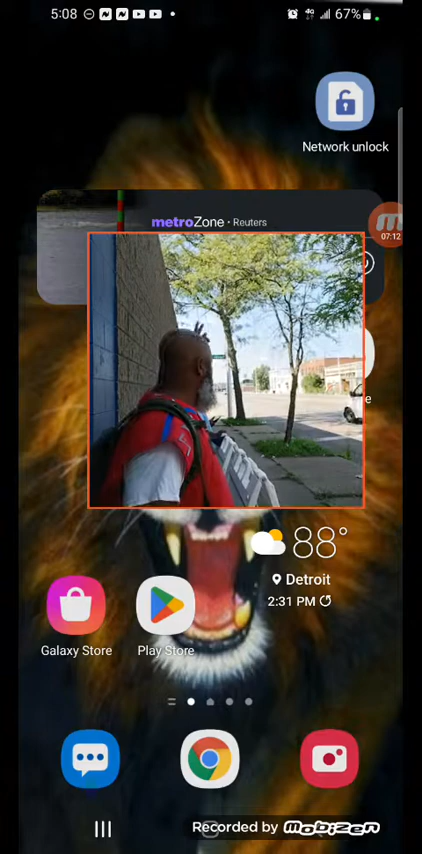 5:08
4G
67%
Network unlock
metroZone · Reuters
07:12
e
88°
Detroit
2:31 PM
Galaxy Store
Play Store
Recorded by MOBIZEN